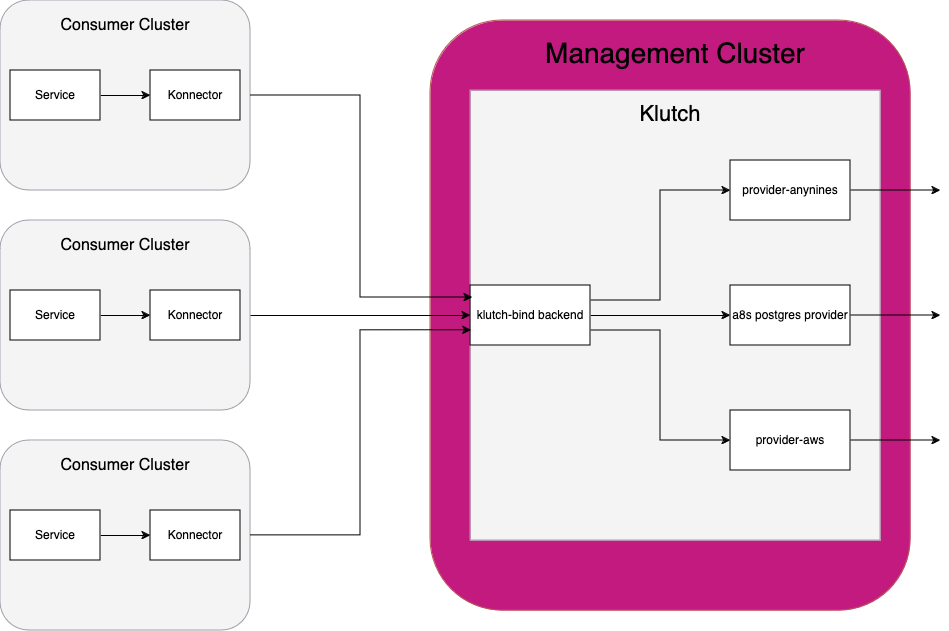 Consumer Cluster
Service
Konnector
Consumer Cluster
Service
Konnector
Consumer Cluster
Service
Konnector
Management Cluster
Klutch
klutch-bind backend
provider-anynines
a8s postgres provider
provider-aws